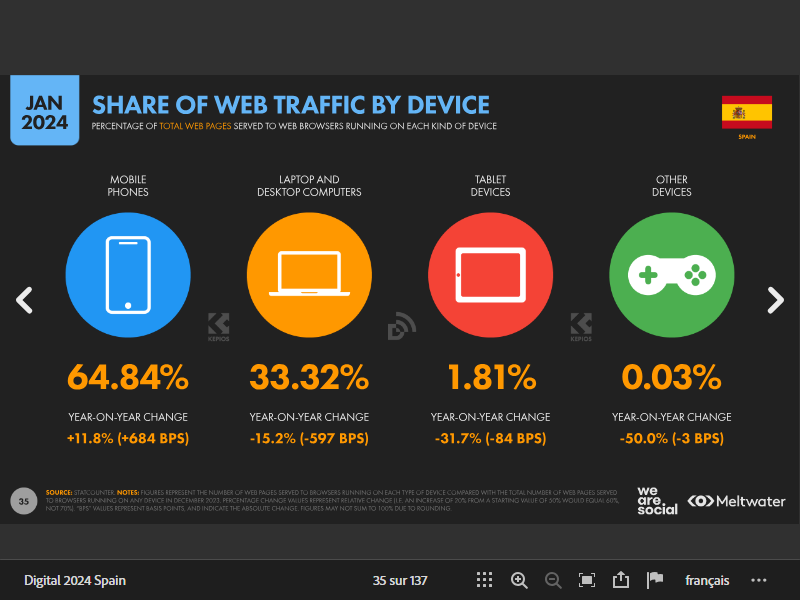 JAN
2024
SHARE OF WEB TRAFFIC BY DEVICE
PERCENTAGE OF TOTAL WEB PAGES SERVED TO WEB BROWSERS RUNNING ON EACH KIND OF DEVICE
SPAIN
MOBILE
PHONES
LAPTOP AND
DESKTOP COMPUTERS
TABLET
DEVICES
OTHER
DEVICES
KEPIOS
KEPIOS
64.84%
33.32%
1.81%
0.03%
YEAR-ON-YEAR CHANGE
YEAR-ON-YEAR CHANGE
YEAR-ON-YEAR CHANGE
YEAR-ON-YEAR CHANGE
+11.8% (+684 BPS)
-15.2% (-597 BPS)
-31.7% (-84 BPS)
-50.0% (-3 BPS)
35
SOURCE: STATCOUNTER. NOTES: FIGURES REPRESENT THE NUMBER OF WEB PAGES SERVED TO BROWSERS RUNNING ON EACH TYPE OF DEVICE COMPARED WITH THE TOTAL NUMBER OF WEB PAGES SERVED
TO BROWSERS RUNNING ON ANY DEVICE IN DECEMBER 2023. PERCENTAGE CHANGE VALUES REPRESENT RELATIVE CHANGE (I.E. AN INCREASE OF 20% FROM A STARTING VALUE OF 50% WOULD EQUAL 60%,
NOT 70%). "BPS" VALUES REPRESENT BASIS POINTS, AND INDICATE THE ABSOLUTE CHANGE. FIGURES MAY NOT SUM TO 100% DUE TO ROUNDING.
we
are.
social
Meltwater
Digital 2024 Spain
35 sur 137
français